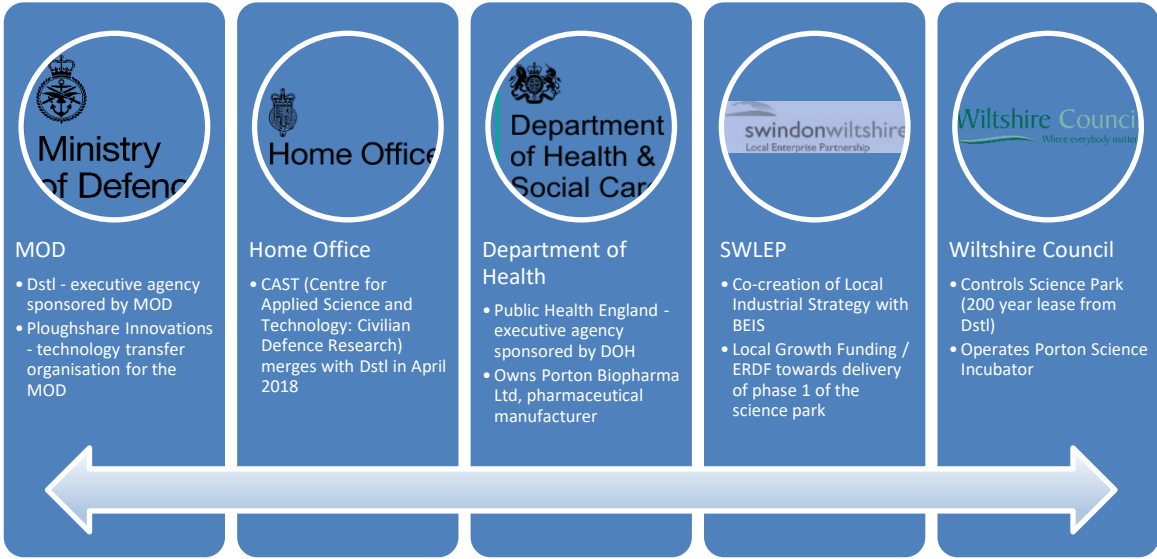 Ministry
of Defenc
MOD
• Dstl - executive agency
sponsored by MOD
• Ploughshare Innovations
- technology transfer
organisation for the
MOD
Home Office
Home Office
• CAST (Centre for
Applied Science and
Technology: Civilian
Defence Research)
merges with Dstl in April
2018
Department
of Health &
Social Car
Department of
Health
• Public Health England -
executive agency
sponsored by DOH
• Owns Porton Biopharma
Ltd, pharmaceutical
manufacturer
swindonwiltshire
Local Enterprise Partnership
SWLEP
• Co-creation of Local
Industrial Strategy with
BEIS
• Local Growth Funding /
ERDF towards delivery
of phase 1 of the
science park
Wiltshire Counci
Where everybody matter
Wiltshire Council
• Controls Science Park
(200 year lease from
Dstl)
• Operates Porton Science
Incubator